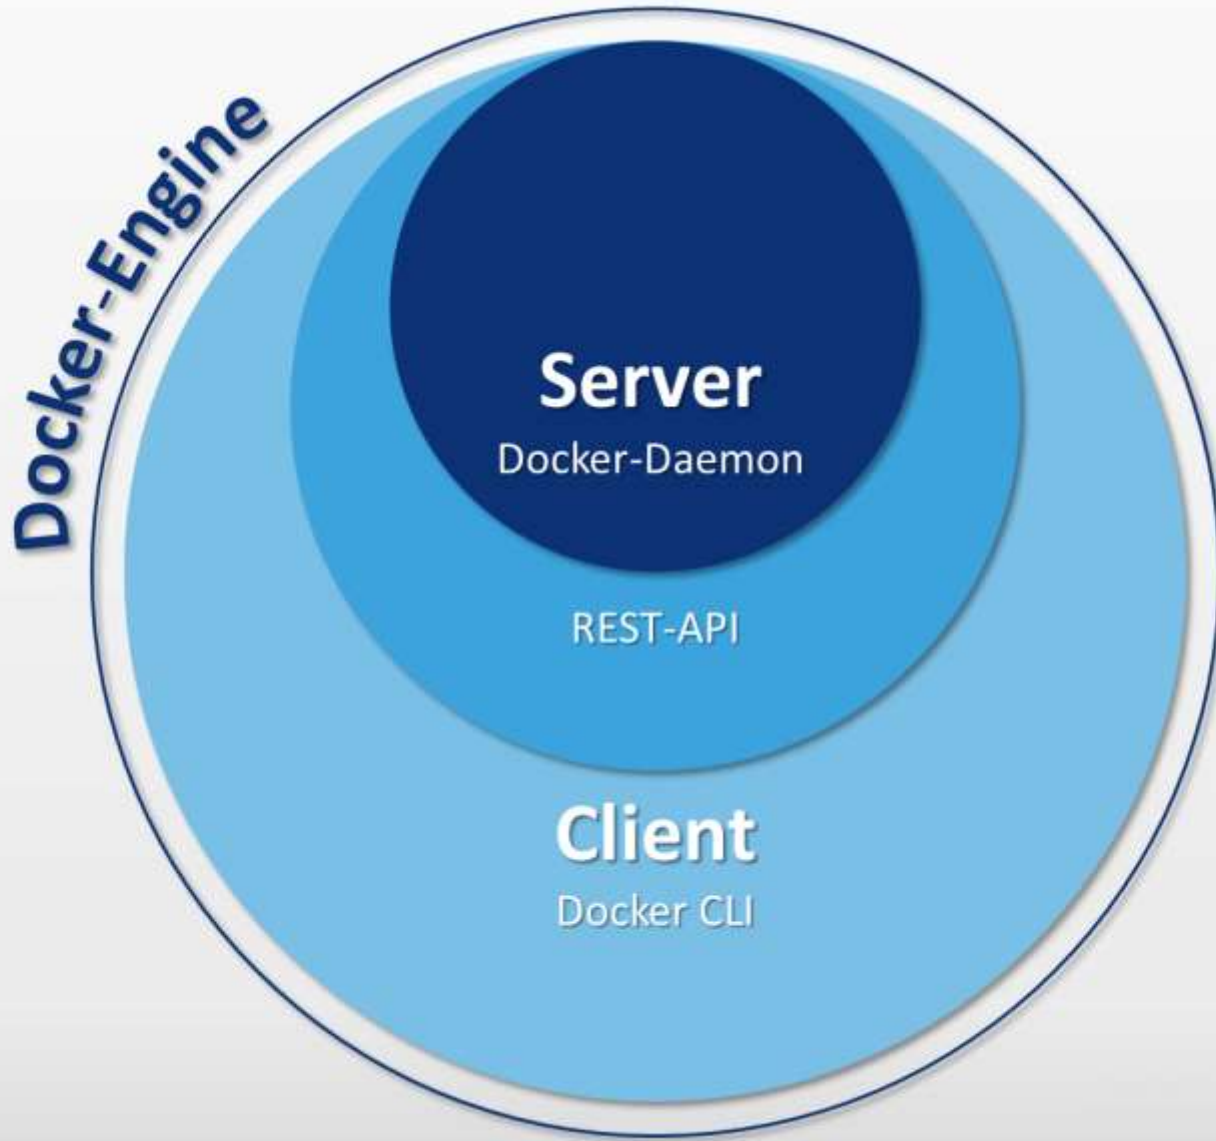 Docker-Engine
Server
Docker-Daemon
REST-API
Client
Docker CLI